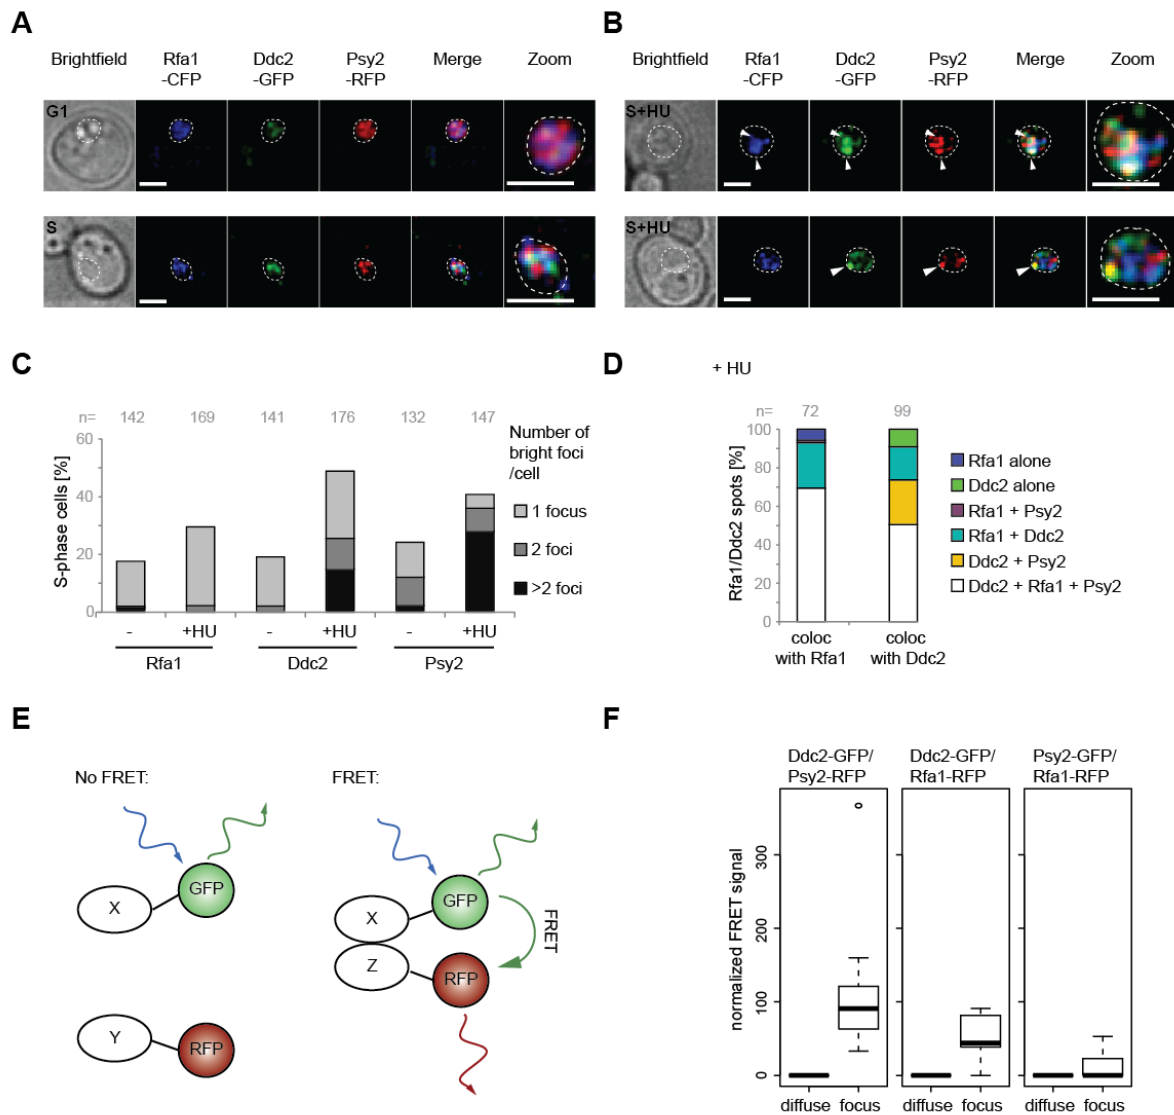 A
Brightfield Rfa1 -CFP Ddc2 -GFP Psy2 -RFP Merge Zoom
G1
S
B
Brightfield Rfa1 -CFP Ddc2 -GFP Psy2 -RFP Merge Zoom
S+HU
S+HU
C
n= 142 169 141 176 132 147
S-phase cells [%]
60
40
20
0
- +HU - +HU - +HU
Rfa1 Ddc2 Psy2
Number of
bright foci
/cell
1 focus
2 foci
>2 foci
D
+ HU
n= 72 99
Rfa1/Ddc2 spots [%]
100
80
60
40
20
0
coloc coloc
with Rfa1 with Ddc2
Rfa1 alone
Ddc2 alone
Rfa1 + Psy2
Rfa1 + Ddc2
Ddc2 + Psy2
Ddc2 + Rfa1 + Psy2
E
No FRET:
GFP
X
Y
RFP
FRET:
GFP
X
FRET
Z
RFP
F
Ddc2-GFP/ Ddc2-GFP/ Psy2-GFP/
Psy2-RFP Rfa1-RFP Rfa1-RFP
normalized FRET signal
300
200
100
0
diffuse focus diffuse focus diffuse focus